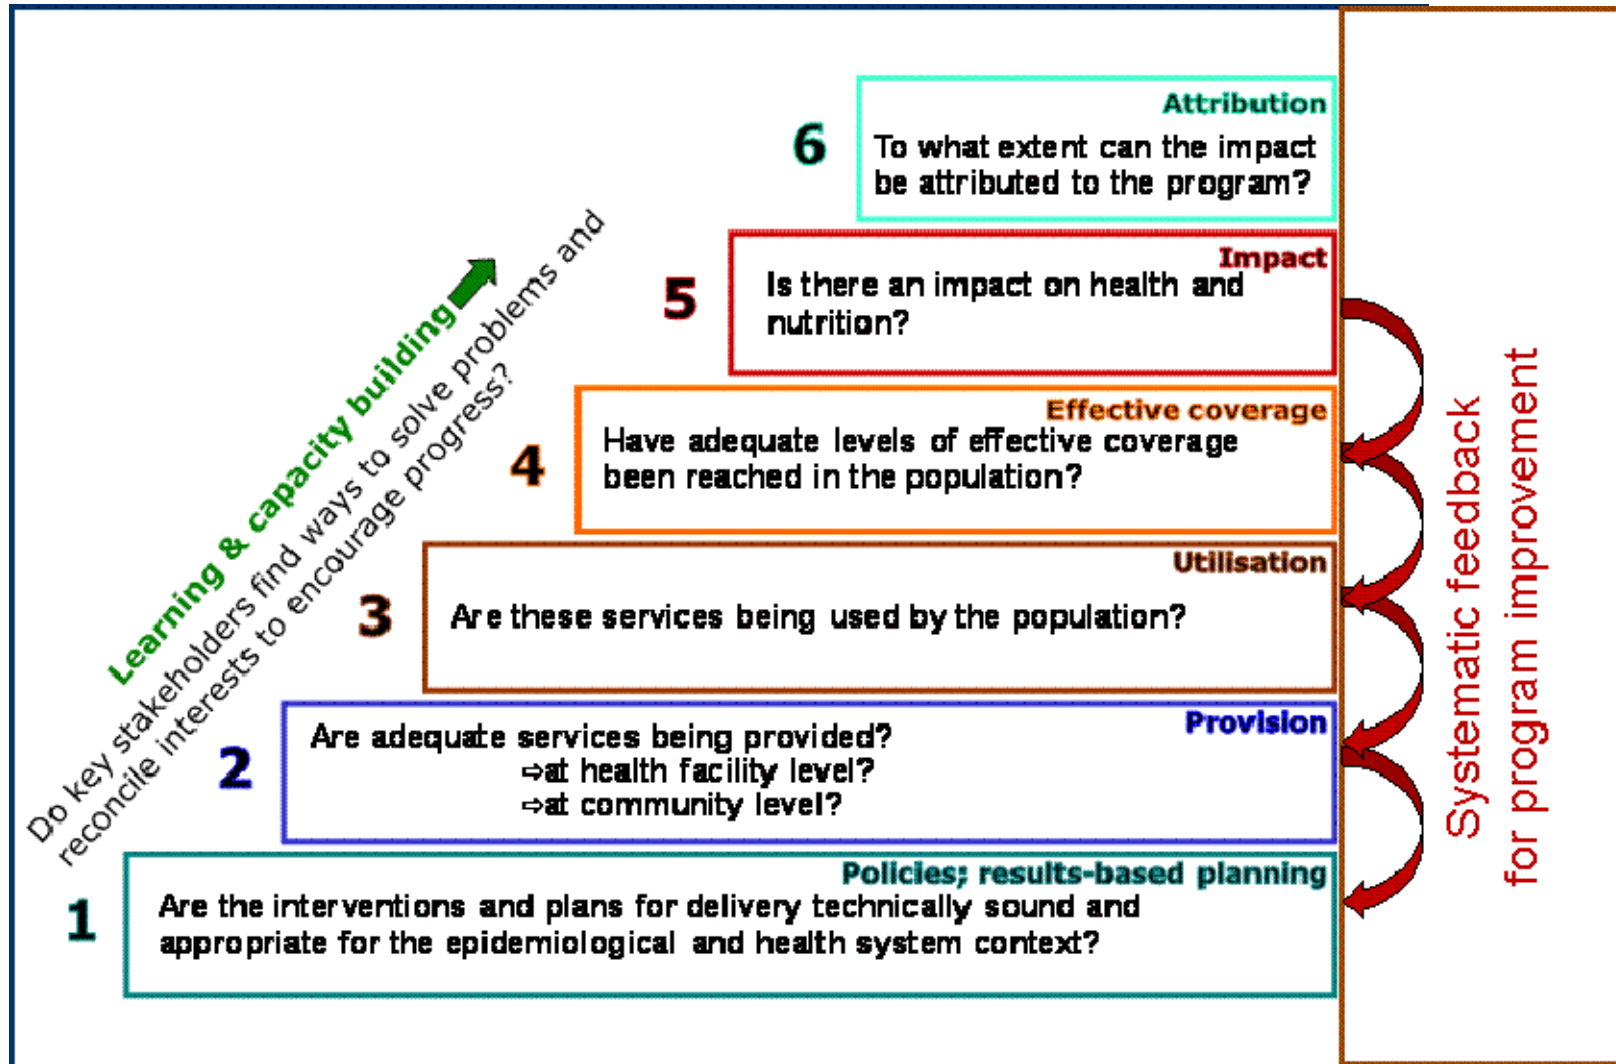 Attribution
6
To what extent can the impact
be attributed to the program?
Impact
5
Is there an impact on health and
nutrition?
Effective coverage
4
Have adequate levels of effective coverage
been reached in the population?
Utilisation
3
Are these services being used by the population?
Provision
2
Are adequate services being provided?
⇨at health facility level?
⇨at community level?
Policies; results-based planning
1
Are the interventions and plans for delivery technically sound and
appropriate for the epidemiological and health system context?
Learning & capacity building
Do key stakeholders find ways to solve problems and
reconcile interests to encourage progress?
Systematic feedback
for program improvement